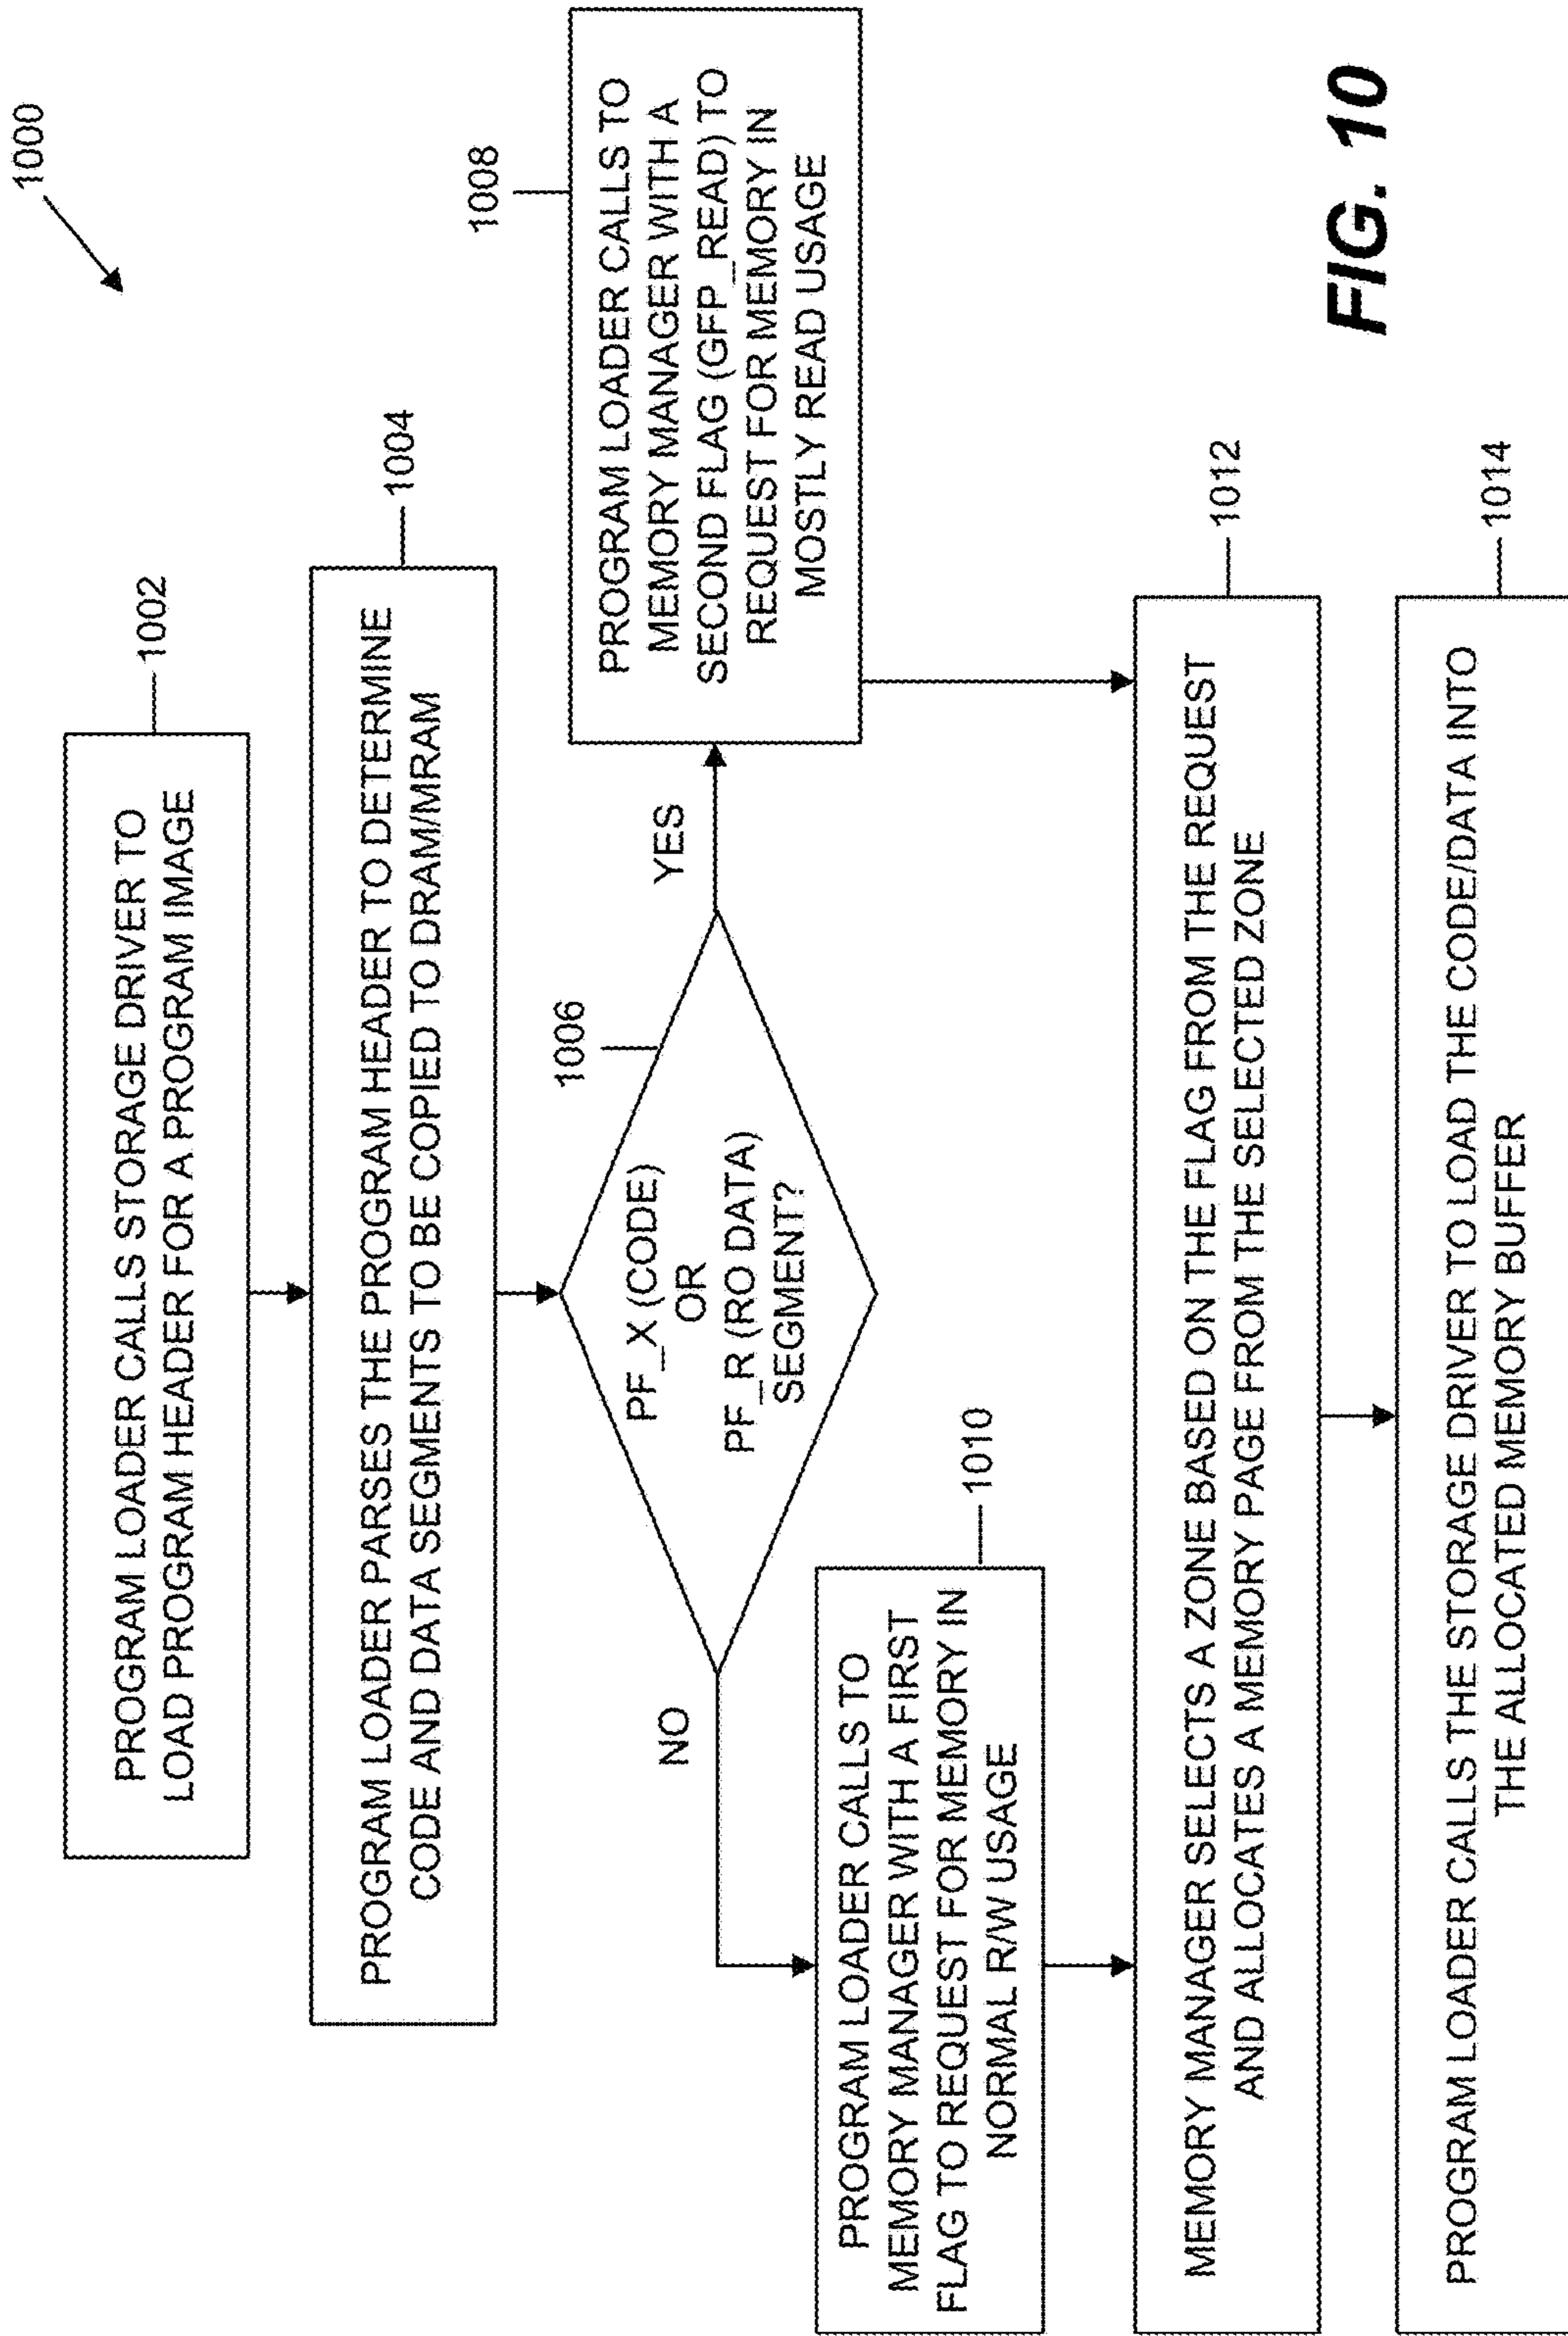 1000
PROGRAM LOADER CALLS STORAGE DRIVER TO
LOAD PROGRAM HEADER FOR A PROGRAM IMAGE
1002
PROGRAM LOADER PARSES THE PROGRAM HEADER TO DETERMINE
CODE AND DATA SEGMENTS TO BE COPIED TO DRAM/MRAM
1004
PF_X (CODE)
OR
PF_R (RO DATA)
SEGMENT?
1006
YES
NO
PROGRAM LOADER CALLS TO
MEMORY MANAGER WITH A
SECOND FLAG (GFP_READ) TO
REQUEST FOR MEMORY IN
MOSTLY READ USAGE
1008
PROGRAM LOADER CALLS TO
MEMORY MANAGER WITH A FIRST
FLAG TO REQUEST FOR MEMORY IN
NORMAL R/W USAGE
1010
MEMORY MANAGER SELECTS A ZONE BASED ON THE FLAG FROM THE REQUEST
AND ALLOCATES A MEMORY PAGE FROM THE SELECTED ZONE
1012
PROGRAM LOADER CALLS THE STORAGE DRIVER TO LOAD THE CODE/DATA INTO
THE ALLOCATED MEMORY BUFFER
1014
FIG. 10